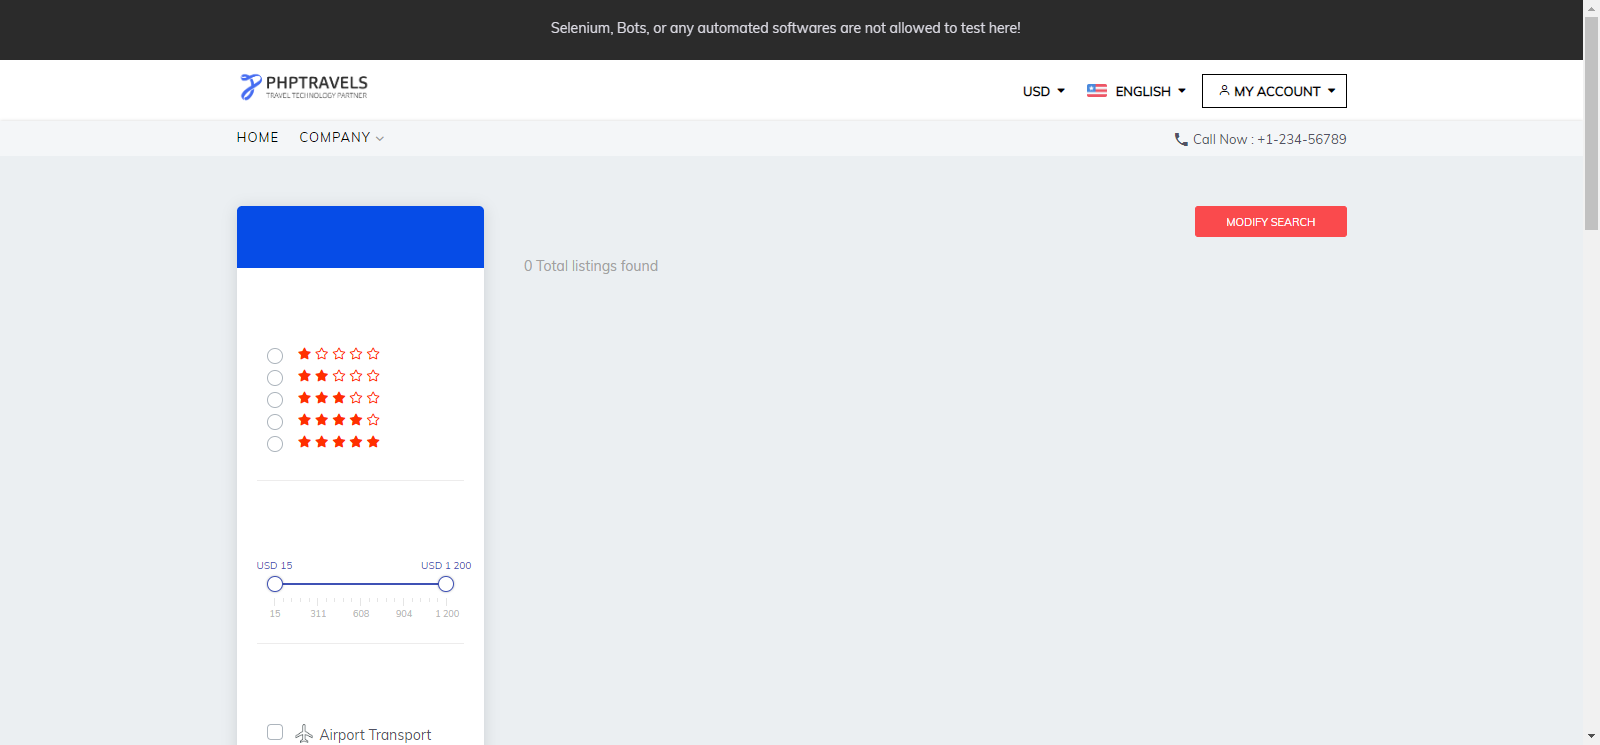 Selenium, Bots, or any automated softwares are not allowed to test here!
PHPTRAVELS
TRAVEL TECHNOLOGY PARTNER
USD
ENGLISH
MY ACCOUNT
HOME
COMPANY
Call Now : +1-234-56789
MODIFY SEARCH
0 Total listings found
USD 15
USD 1 200
15 311 608 904 1 200
Airport Transport